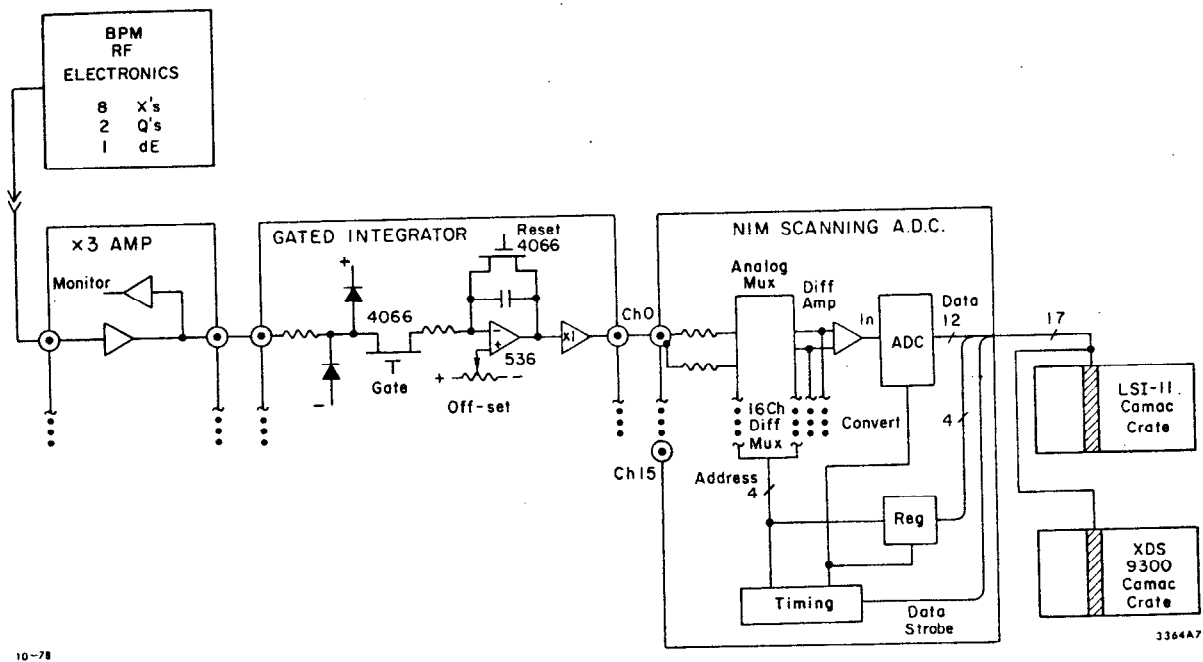 BPM
RF
ELECTRONICS
8 X's
2 Q's
1 dE
x3 AMP
Monitor
GATED INTEGRATOR
+
4066
Gate
-
Reset
4066
-
+
536
+ -
Off-set
x1
Ch0
Ch15
NIM SCANNING A.D.C.
Analog
Mux
Diff
Amp
In
ADC
Data
12
17
16Ch
Diff
Mux
Convert
4
Address
4
Reg
Timing
Data
Strobe
LSI-11
Camac
Crate
XDS
9300
Camac
Crate
10-78
3364A7